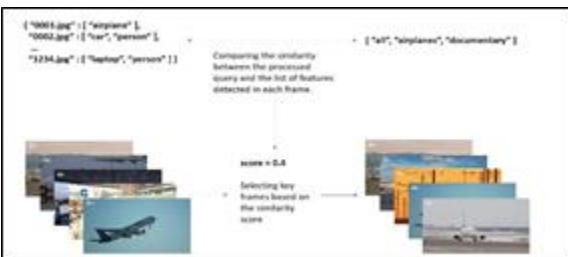 { "0001.jpg" : [ "airplane" ],
"0002.jpg" : [ "car", "person" ],
...
"1234.jpg" : [ "laptop", "person" ] }
[ "all", "airplanes", "documentary" ]
Comparing the similarity
between the processed
query and the list of features
detected in each frame.
score = 0.4
Selecting key
frames based on
the similarity
score